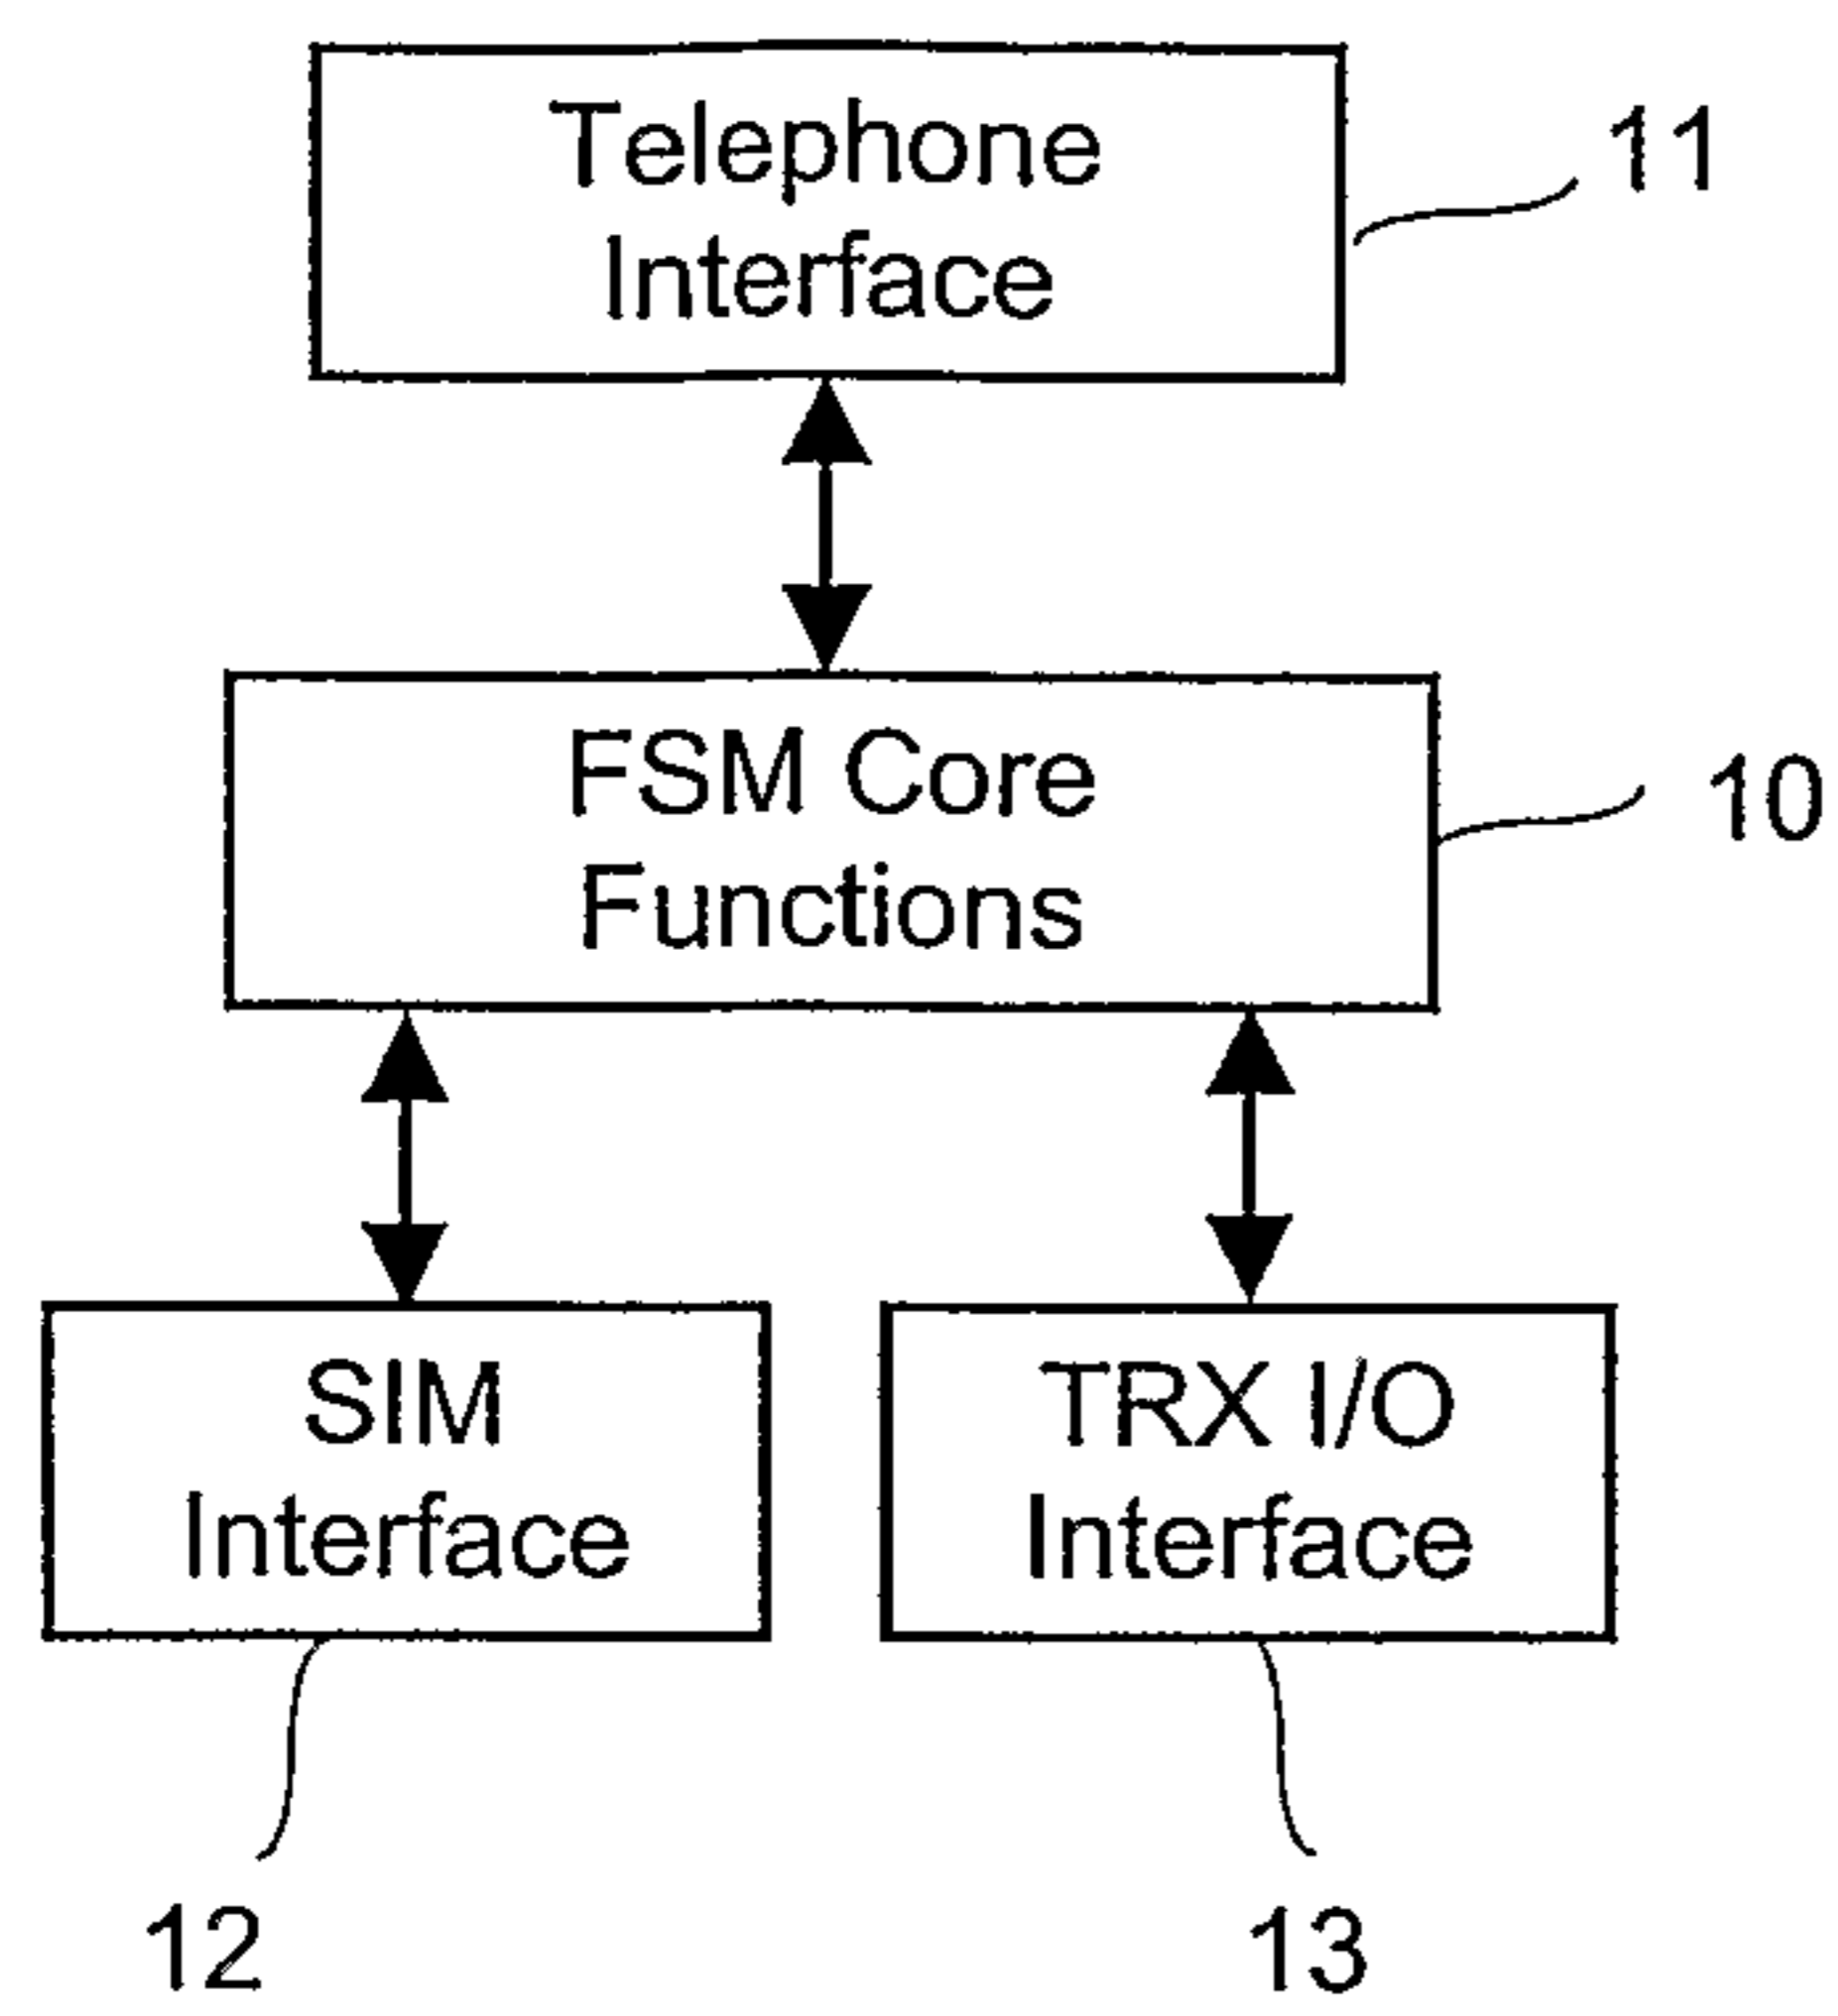 Telephone
Interface
11
FSM Core
Functions
10
SIM
Interface
TRX I/O
Interface
12
13